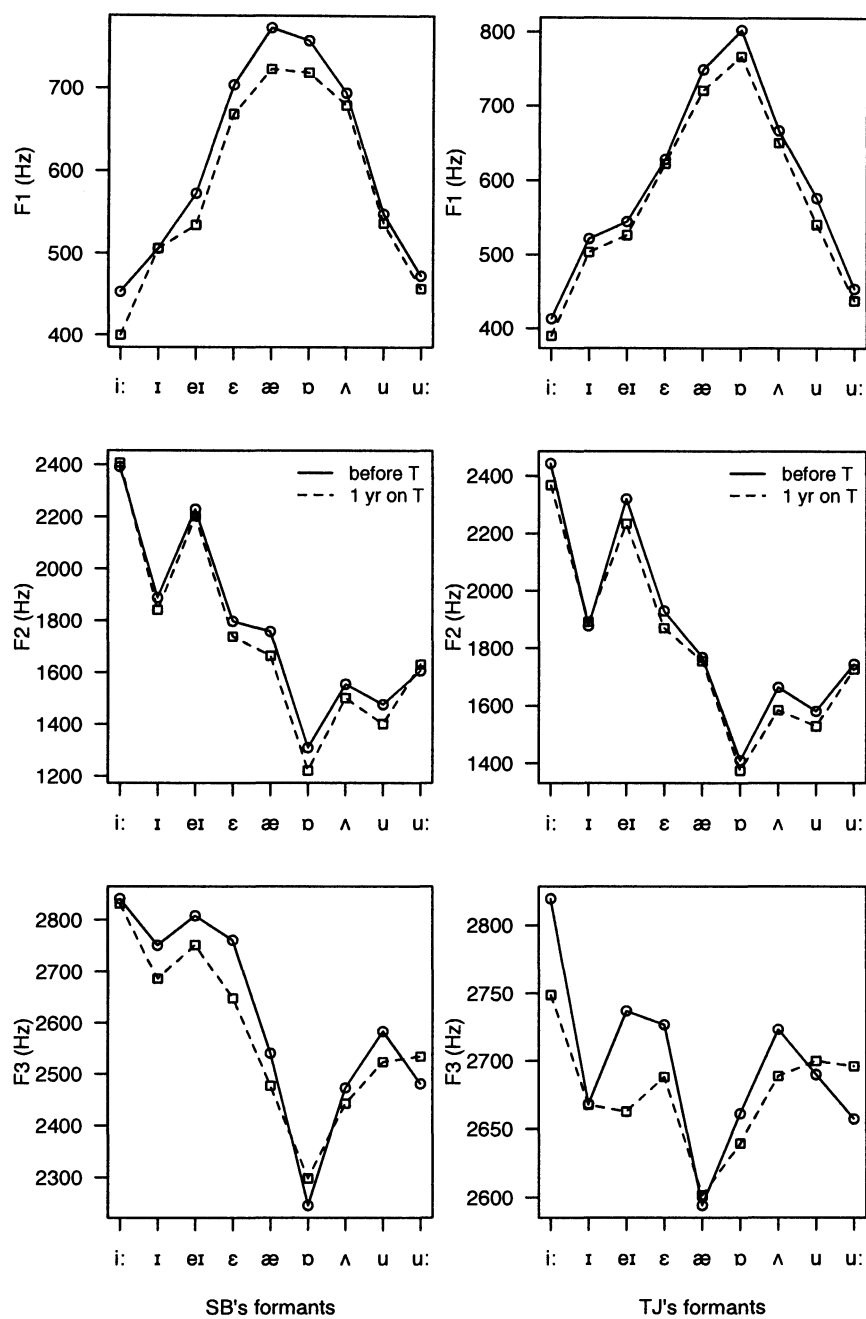 F1 (Hz)
700
600
500
400
i: ɪ eɪ ɛ æ ɒ ʌ u u:
F1 (Hz)
800
700
600
500
400
i: ɪ eɪ ɛ æ ɒ ʌ u u:
F2 (Hz)
2400
2200
2000
1800
1600
1400
1200
before T
1 yr on T
i: ɪ eɪ ɛ æ ɒ ʌ u u:
F2 (Hz)
2400
2200
2000
1800
1600
1400
before T
1 yr on T
i: ɪ eɪ ɛ æ ɒ ʌ u u:
F3 (Hz)
2800
2700
2600
2500
2400
2300
i: ɪ eɪ ɛ æ ɒ ʌ u u:
SB's formants
F3 (Hz)
2800
2750
2700
2650
2600
i: ɪ eɪ ɛ æ ɒ ʌ u u:
TJ's formants